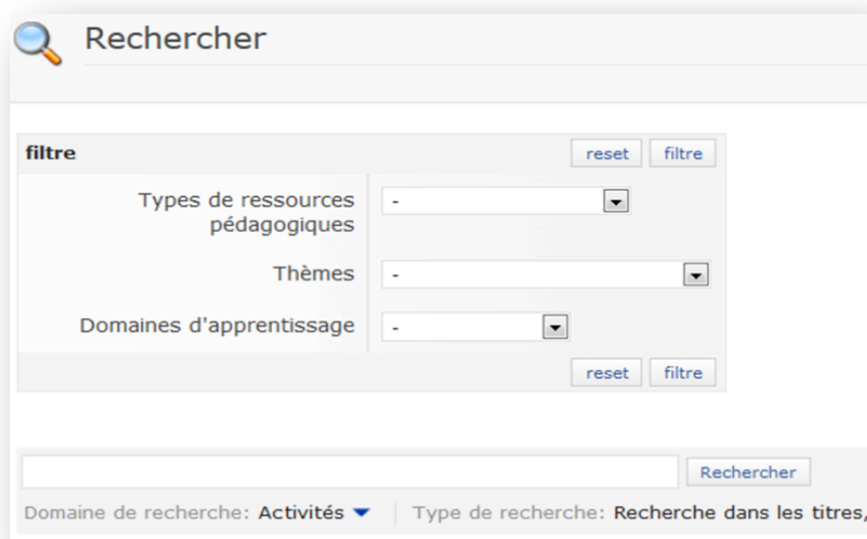 Rechercher
filtre reset filtre
Types de ressources
pédagogiques -
Thèmes -
Domaines d'apprentissage -
reset filtre
Rechercher
Domaine de recherche: Activités Type de recherche: Recherche dans les titres,